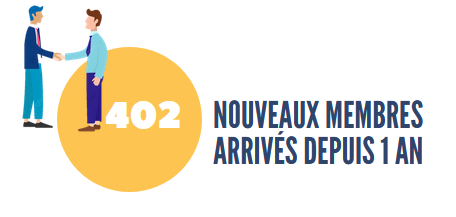 402
NOUVEAUX MEMBRES
ARRIVÉS DEPUIS 1 AN